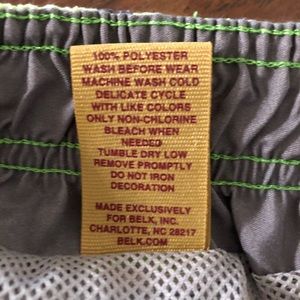 100% POLYESTER
WASH BEFORE WEAR
MACHINE WASH COLD
DELICATE CYCLE
WITH LIKE COLORS
ONLY NON-CHLORINE
BLEACH WHEN
NEEDED
TUMBLE DRY LOW
REMOVE PROMPTLY
DO NOT IRON
DECORATION
MADE EXCLUSIVELY
FOR BELK, INC.
CHARLOTTE, NC 28217
BELK.COM